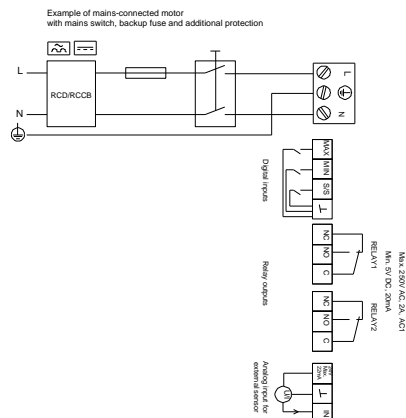 Example of mains-connected motor
with mains switch, backup fuse and additional protection
L
RCD/RCCB
N
L
N
MAX
MIN
S/S
Digital inputs
NC
NO
C
RELAY1
NC
NO
C
RELAY2
Relay outputs
Max. 250V AC, 2A, AC1
Min. 5V DC, 20mA
Max.
22mA
U/I
IN
Analog input for
external sensor